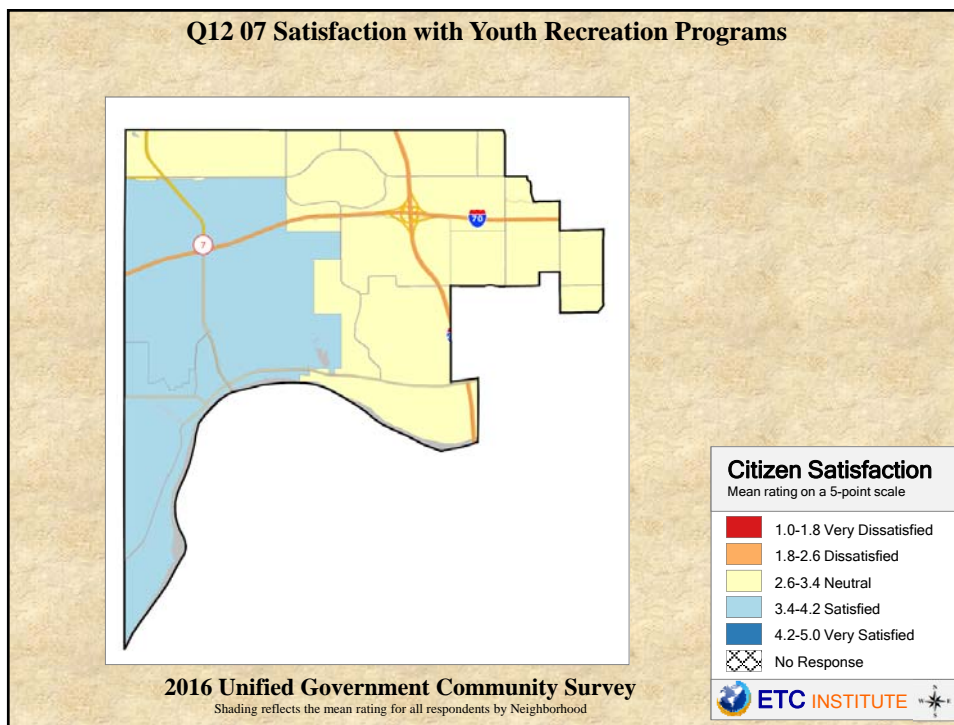 Q12 07 Satisfaction with Youth Recreation Programs
70
7
Citizen Satisfaction
Mean rating on a 5-point scale
1.0-1.8 Very Dissatisfied
1.8-2.6 Dissatisfied
2.6-3.4 Neutral
3.4-4.2 Satisfied
4.2-5.0 Very Satisfied
No Response
2016 Unified Government Community Survey
Shading reflects the mean rating for all respondents by Neighborhood
ETC INSTITUTE
N
W E
S